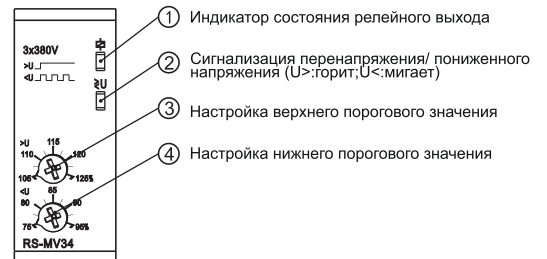 ① Индикатор состояния релейного выхода
3x380V
>U
<U
② Сигнализация перенапряжения/ пониженного
напряжения (U>:горит;U<:мигает)
≷U
③ Настройка верхнего порогового значения
>U 115
110 120
105 125%
④ Настройка нижнего порогового значения
<U 85
80 90
75 95%
RS-MV34